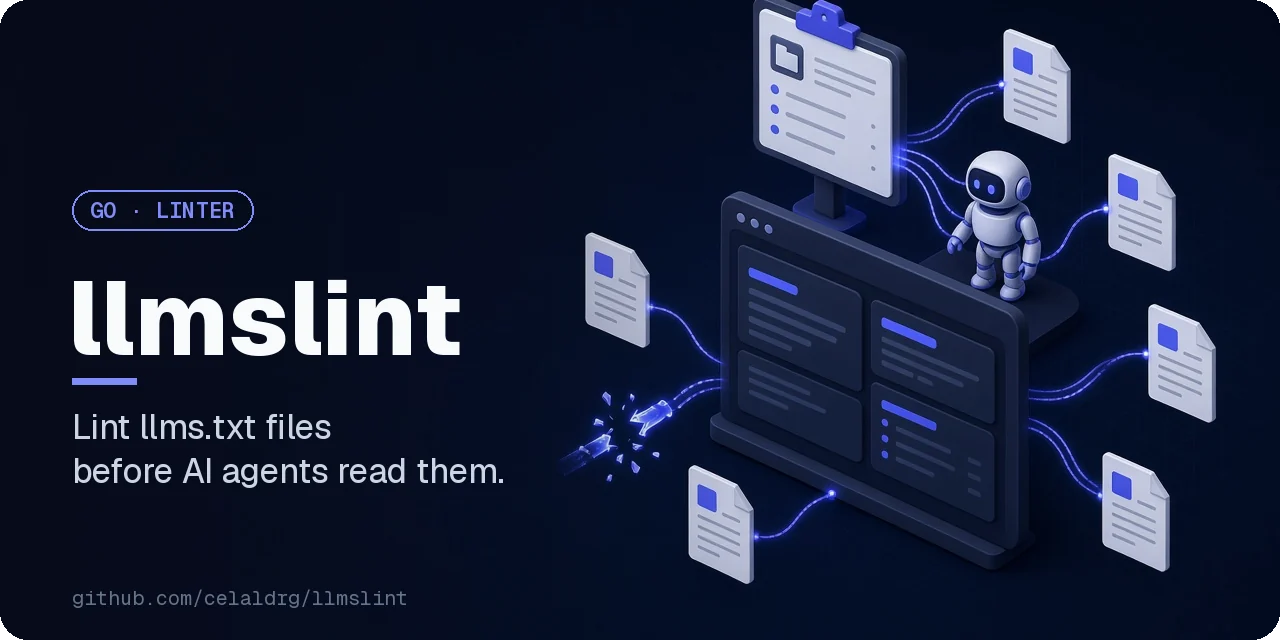 GO · LINTER
llmslint
Lint llms.txt files
before AI agents read them.
github.com/celaldrg/llmslint